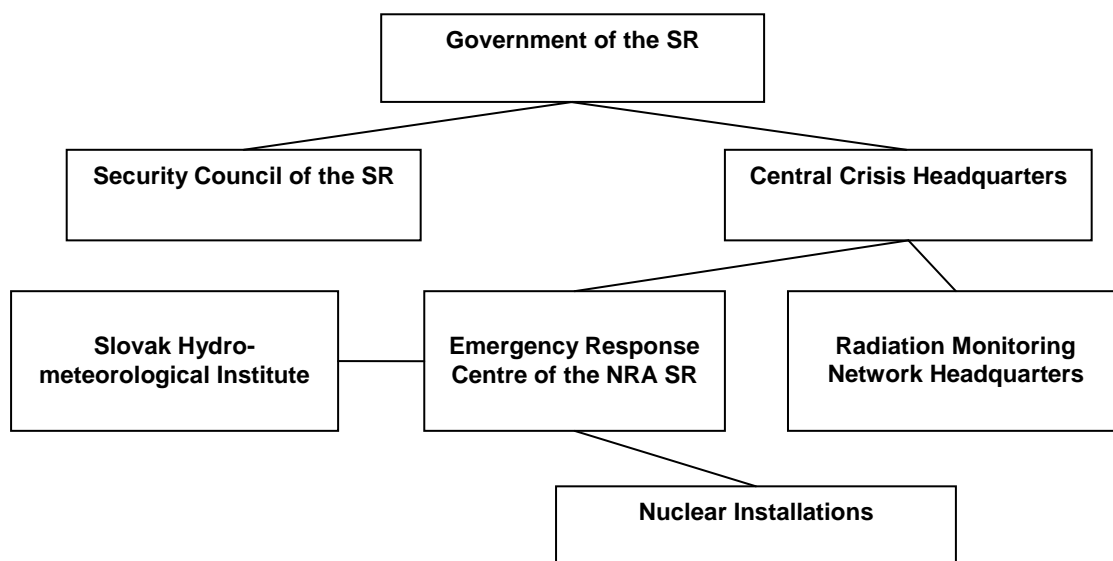 Government of the SR
Security Council of the SR
Central Crisis Headquarters
Slovak Hydro-
meteorological Institute
Emergency Response
Centre of the NRA SR
Radiation Monitoring
Network Headquarters
Nuclear Installations